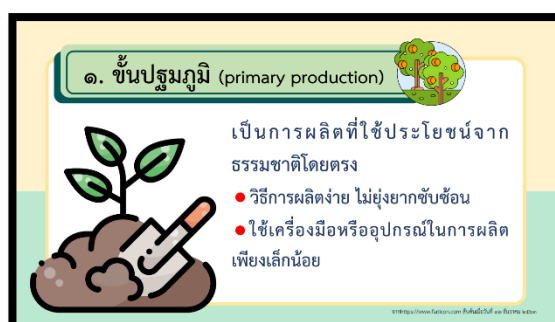 ๑. ขั้นปฐมภูมิ (primary production)
เป็นการผลิตที่ใช้ประโยชน์จาก
ธรรมชาติโดยตรง
● วิธีการผลิตง่าย ไม่ยุ่งยากซับซ้อน
● ใช้เครื่องมือหรืออุปกรณ์ในการผลิต
เพียงเล็กน้อย